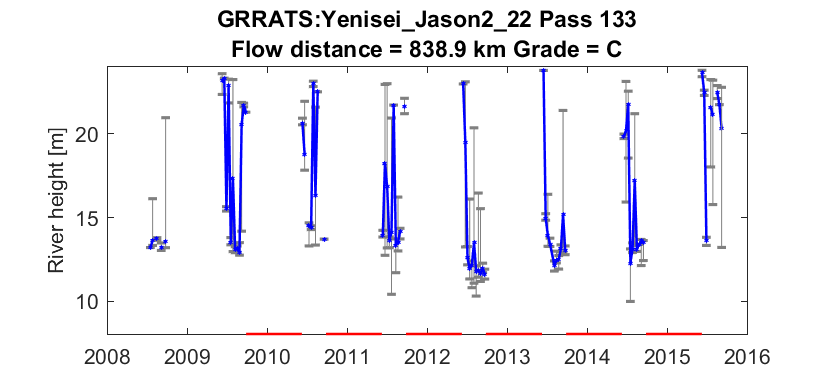 GRRATS:Yenisei_Jason2_22 Pass 133
Flow distance = 838.9 km Grade = C
River height [m]
20
15
10
2008 2009 2010 2011 2012 2013 2014 2015 2016